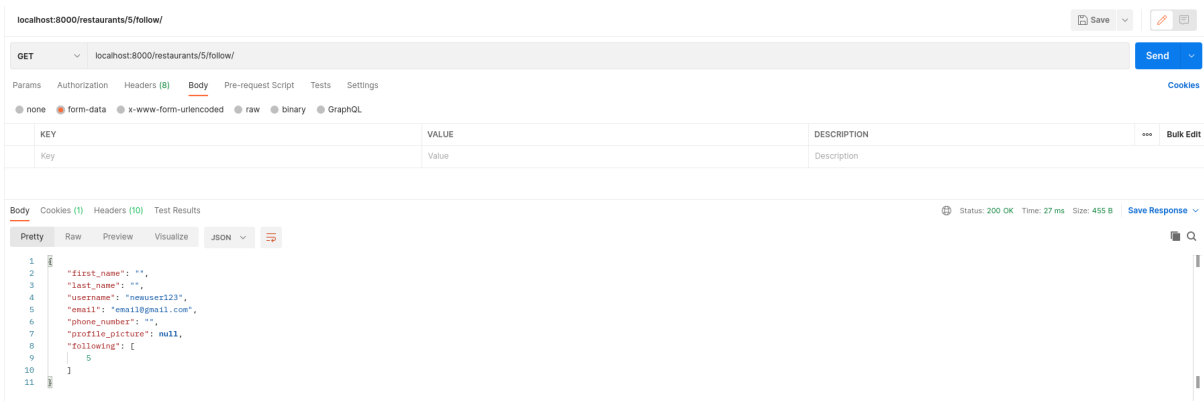 localhost:8000/restaurants/5/follow/
Save
GET localhost:8000/restaurants/5/follow/ Send
Params Authorization Headers (8) Body Pre-request Script Tests Settings Cookies
none form-data x-www-form-urlencoded raw binary GraphQL
KEY VALUE DESCRIPTION ooo Bulk Edit
Key Value Description
Body Cookies (1) Headers (10) Test Results Status: 200 OK Time: 27 ms Size: 455 B Save Response
Pretty Raw Preview Visualize JSON
1 {
2 "first_name": "",
3 "last_name": "",
4 "username": "newuser123",
5 "email": "email@gmail.com",
6 "phone_number": "",
7 "profile_picture": null,
8 "following": [
9 5
10 ]
11 }